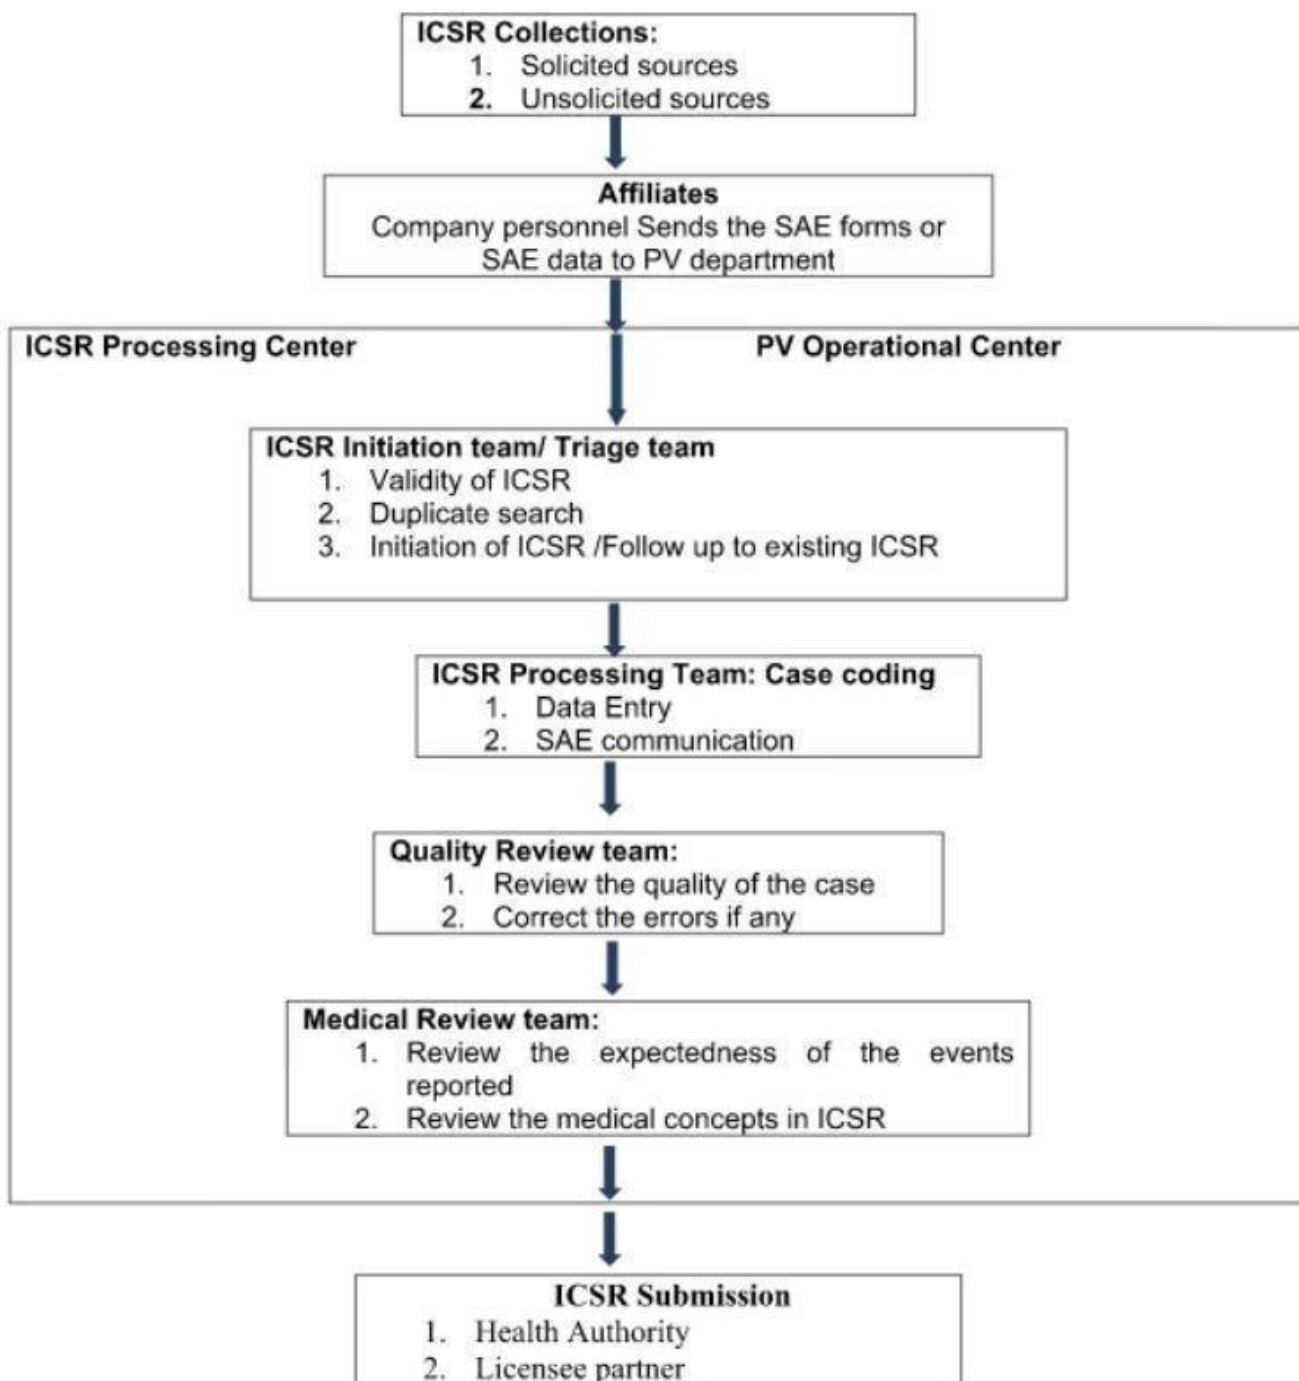 ICSR Collections:
1. Solicited sources
2. Unsolicited sources
Affiliates
Company personnel Sends the SAE forms or
SAE data to PV department
ICSR Processing Center
PV Operational Center
ICSR Initiation team/ Triage team
1. Validity of ICSR
2. Duplicate search
3. Initiation of ICSR /Follow up to existing ICSR
ICSR Processing Team: Case coding
1. Data Entry
2. SAE communication
Quality Review team:
1. Review the quality of the case
2. Correct the errors if any
Medical Review team:
1. Review the expectedness of the events
reported
2. Review the medical concepts in ICSR
ICSR Submission
1. Health Authority
2. Licensee partner